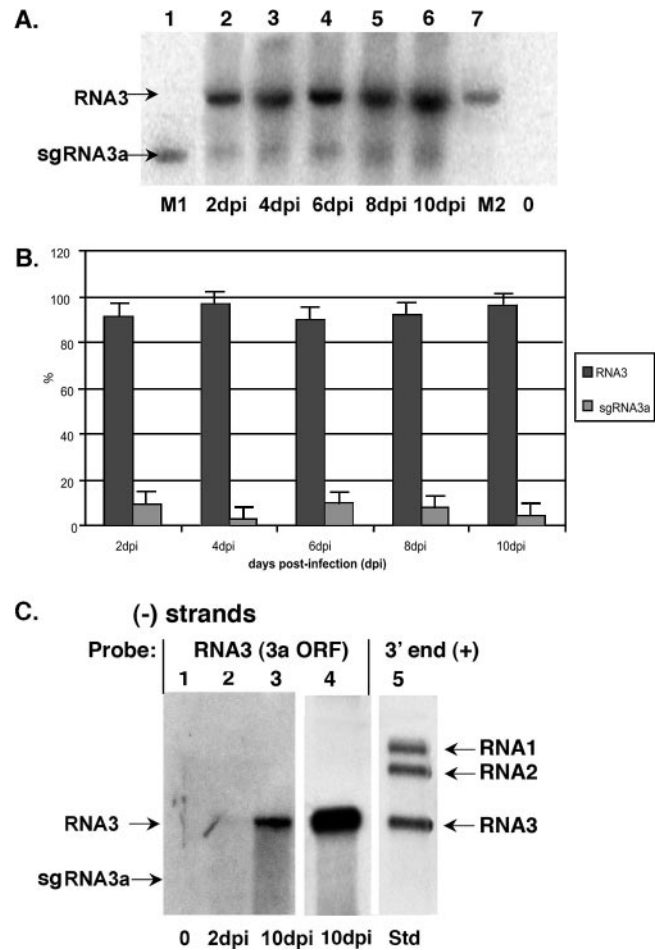 A.
1 2 3 4 5 6 7
RNA3
sgRNA3a
M1 2dpi 4dpi 6dpi 8dpi 10dpi M2 0
B.
120
100
80
60
40
20
0
%
2dpi 4dpi 6dpi 8dpi 10dpi
days post-infection (dpi)
RNA3
sgRNA3a
C.
(-) strands
Probe: RNA3 (3a ORF) 3' end (+)
1 2 3 4 5
RNA1
RNA2
RNA3 RNA3
sgRNA3a
0 2dpi 10dpi 10dpi Std